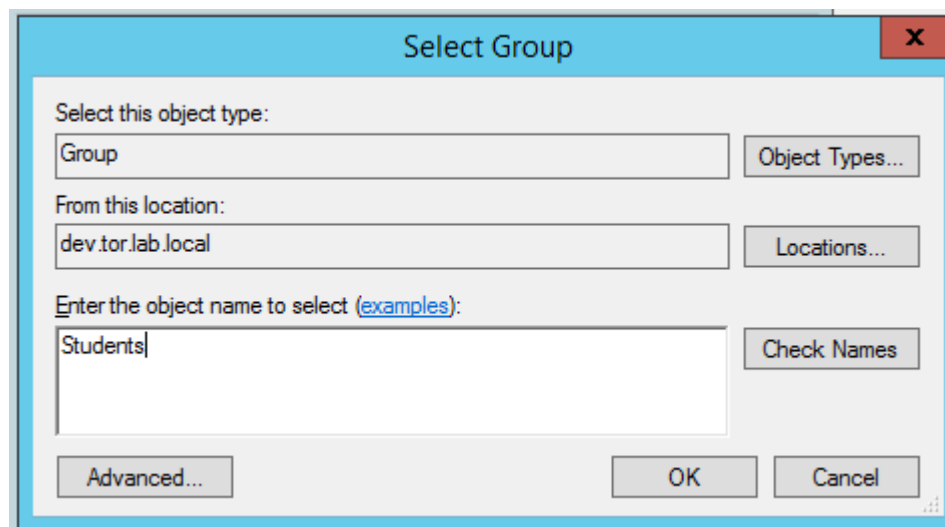 Select Group
x
Select this object type:
Group
Object Types...
From this location:
dev.tor.lab.local
Locations...
Enter the object name to select (examples):
Students
Check Names
Advanced...
OK
Cancel